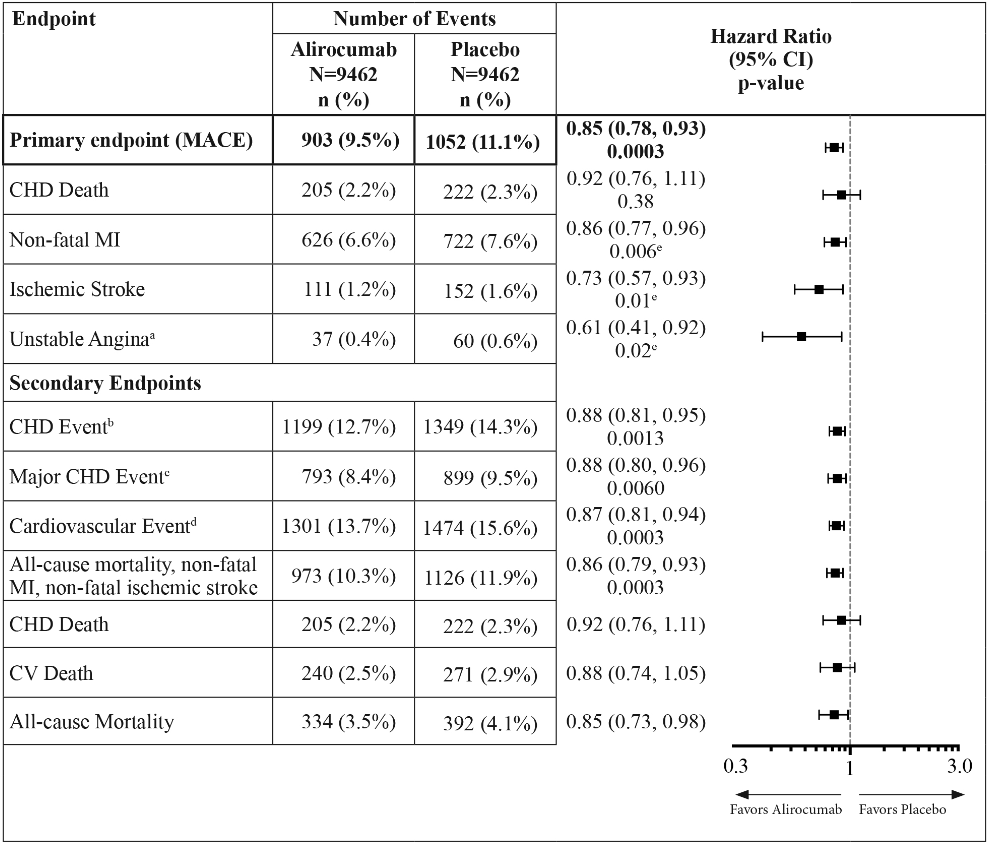 Endpoint
Number of Events
Alirocumab
N=9462
n (%)
Placebo
N=9462
n (%)
Hazard Ratio
(95% CI)
p-value
Primary endpoint (MACE) 903 (9.5%) 1052 (11.1%) 0.85 (0.78, 0.93)
0.0003
CHD Death 205 (2.2%) 222 (2.3%) 0.92 (0.76, 1.11)
0.38
Non-fatal MI 626 (6.6%) 722 (7.6%) 0.86 (0.77, 0.96)
0.006ᵉ
Ischemic Stroke 111 (1.2%) 152 (1.6%) 0.73 (0.57, 0.93)
0.01ᵉ
Unstable Anginaᵃ 37 (0.4%) 60 (0.6%) 0.61 (0.41, 0.92)
0.02ᵉ
Secondary Endpoints
CHD Eventᵇ 1199 (12.7%) 1349 (14.3%) 0.88 (0.81, 0.95)
0.0013
Major CHD Eventᶜ 793 (8.4%) 899 (9.5%) 0.88 (0.80, 0.96)
0.0060
Cardiovascular Eventᵈ 1301 (13.7%) 1474 (15.6%) 0.87 (0.81, 0.94)
0.0003
All-cause mortality, non-fatal
MI, non-fatal ischemic stroke 973 (10.3%) 1126 (11.9%) 0.86 (0.79, 0.93)
0.0003
CHD Death 205 (2.2%) 222 (2.3%) 0.92 (0.76, 1.11)
CV Death 240 (2.5%) 271 (2.9%) 0.88 (0.74, 1.05)
All-cause Mortality 334 (3.5%) 392 (4.1%) 0.85 (0.73, 0.98)
0.3 1 3.0
Favors Alirocumab Favors Placebo